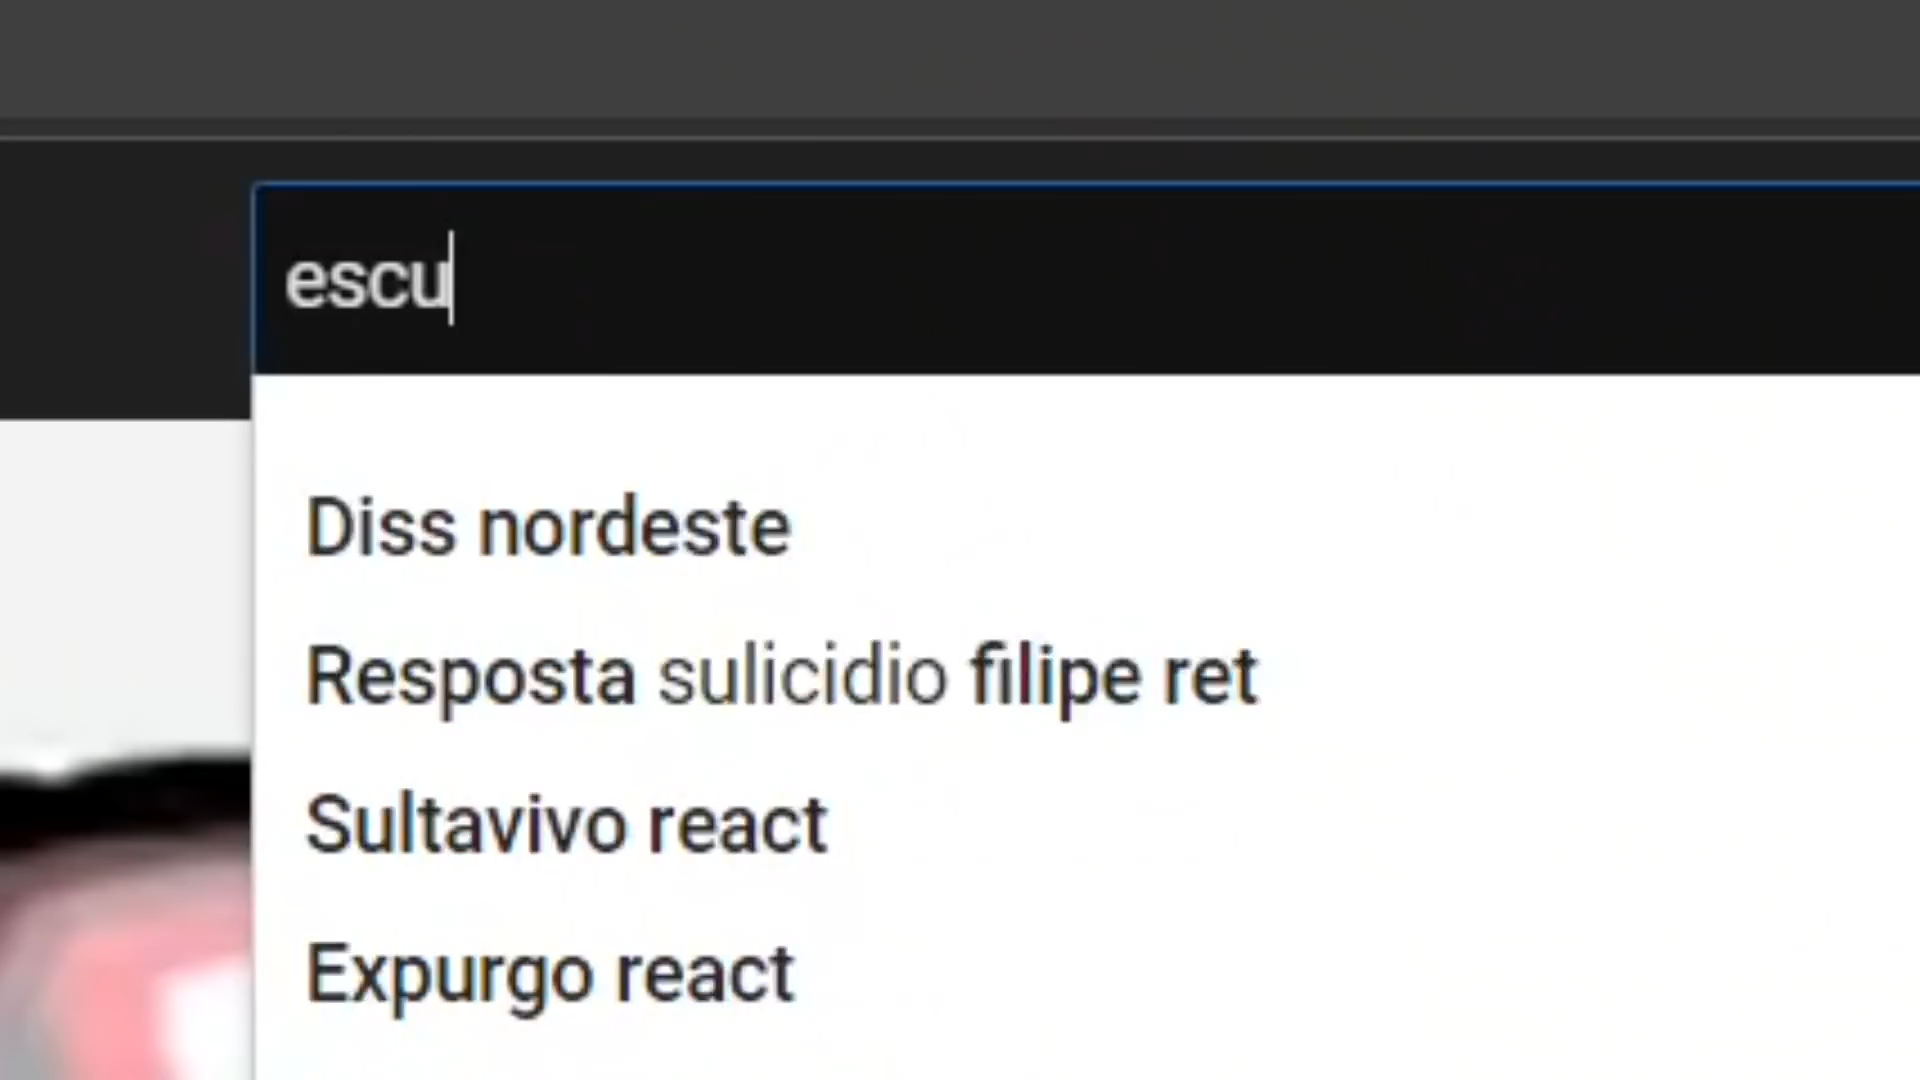 escu
Diss nordeste
Resposta sulicidio filipe ret
Sultavivo react
Expurgo react